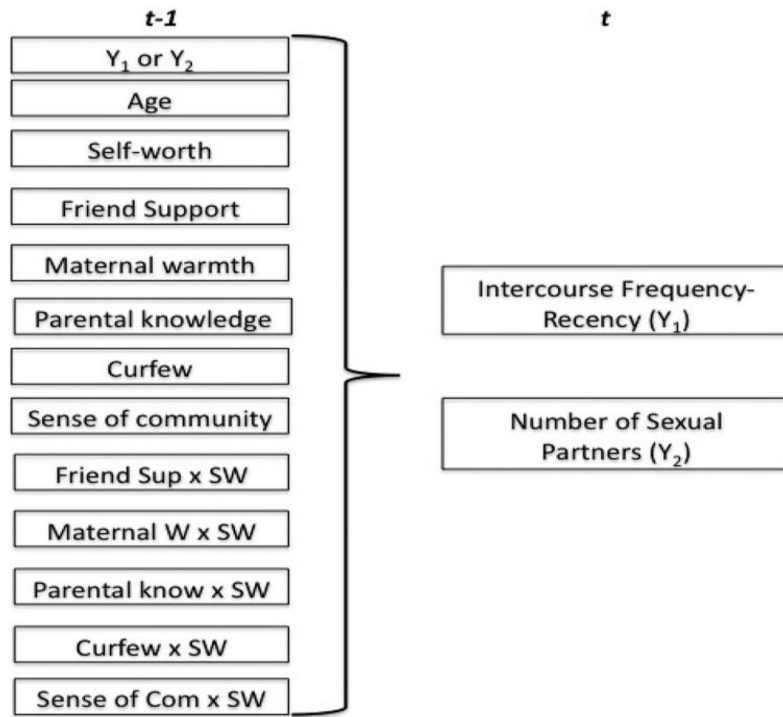 t-1
t
Y₁ or Y₂
Age
Self-worth
Friend Support
Maternal warmth
Parental knowledge
Curfew
Sense of community
Friend Sup x SW
Maternal W x SW
Parental know x SW
Curfew x SW
Sense of Com x SW
Intercourse Frequency-
Recency (Y₁)
Number of Sexual
Partners (Y₂)